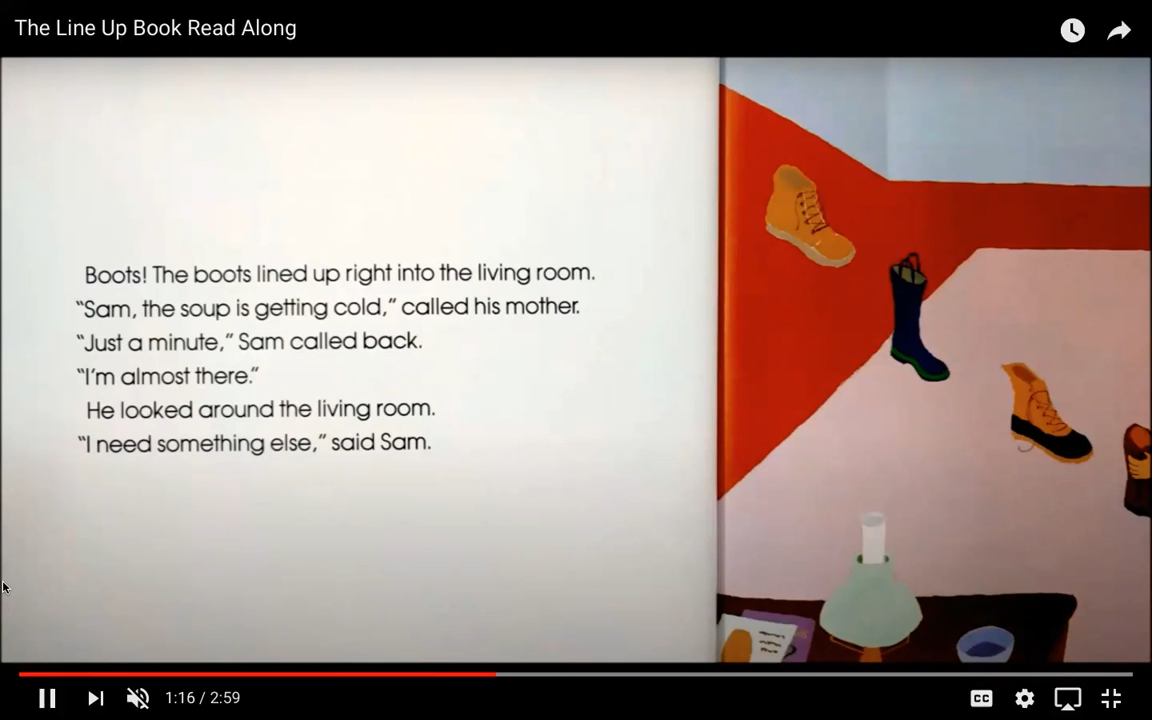 The Line Up Book Read Along
Boots! The boots lined up right into the living room.
“Sam, the soup is getting cold,” called his mother.
“Just a minute,” Sam called back.
“I’m almost there.”
He looked around the living room.
“I need something else,” said Sam.
1:16 / 2:59
CC